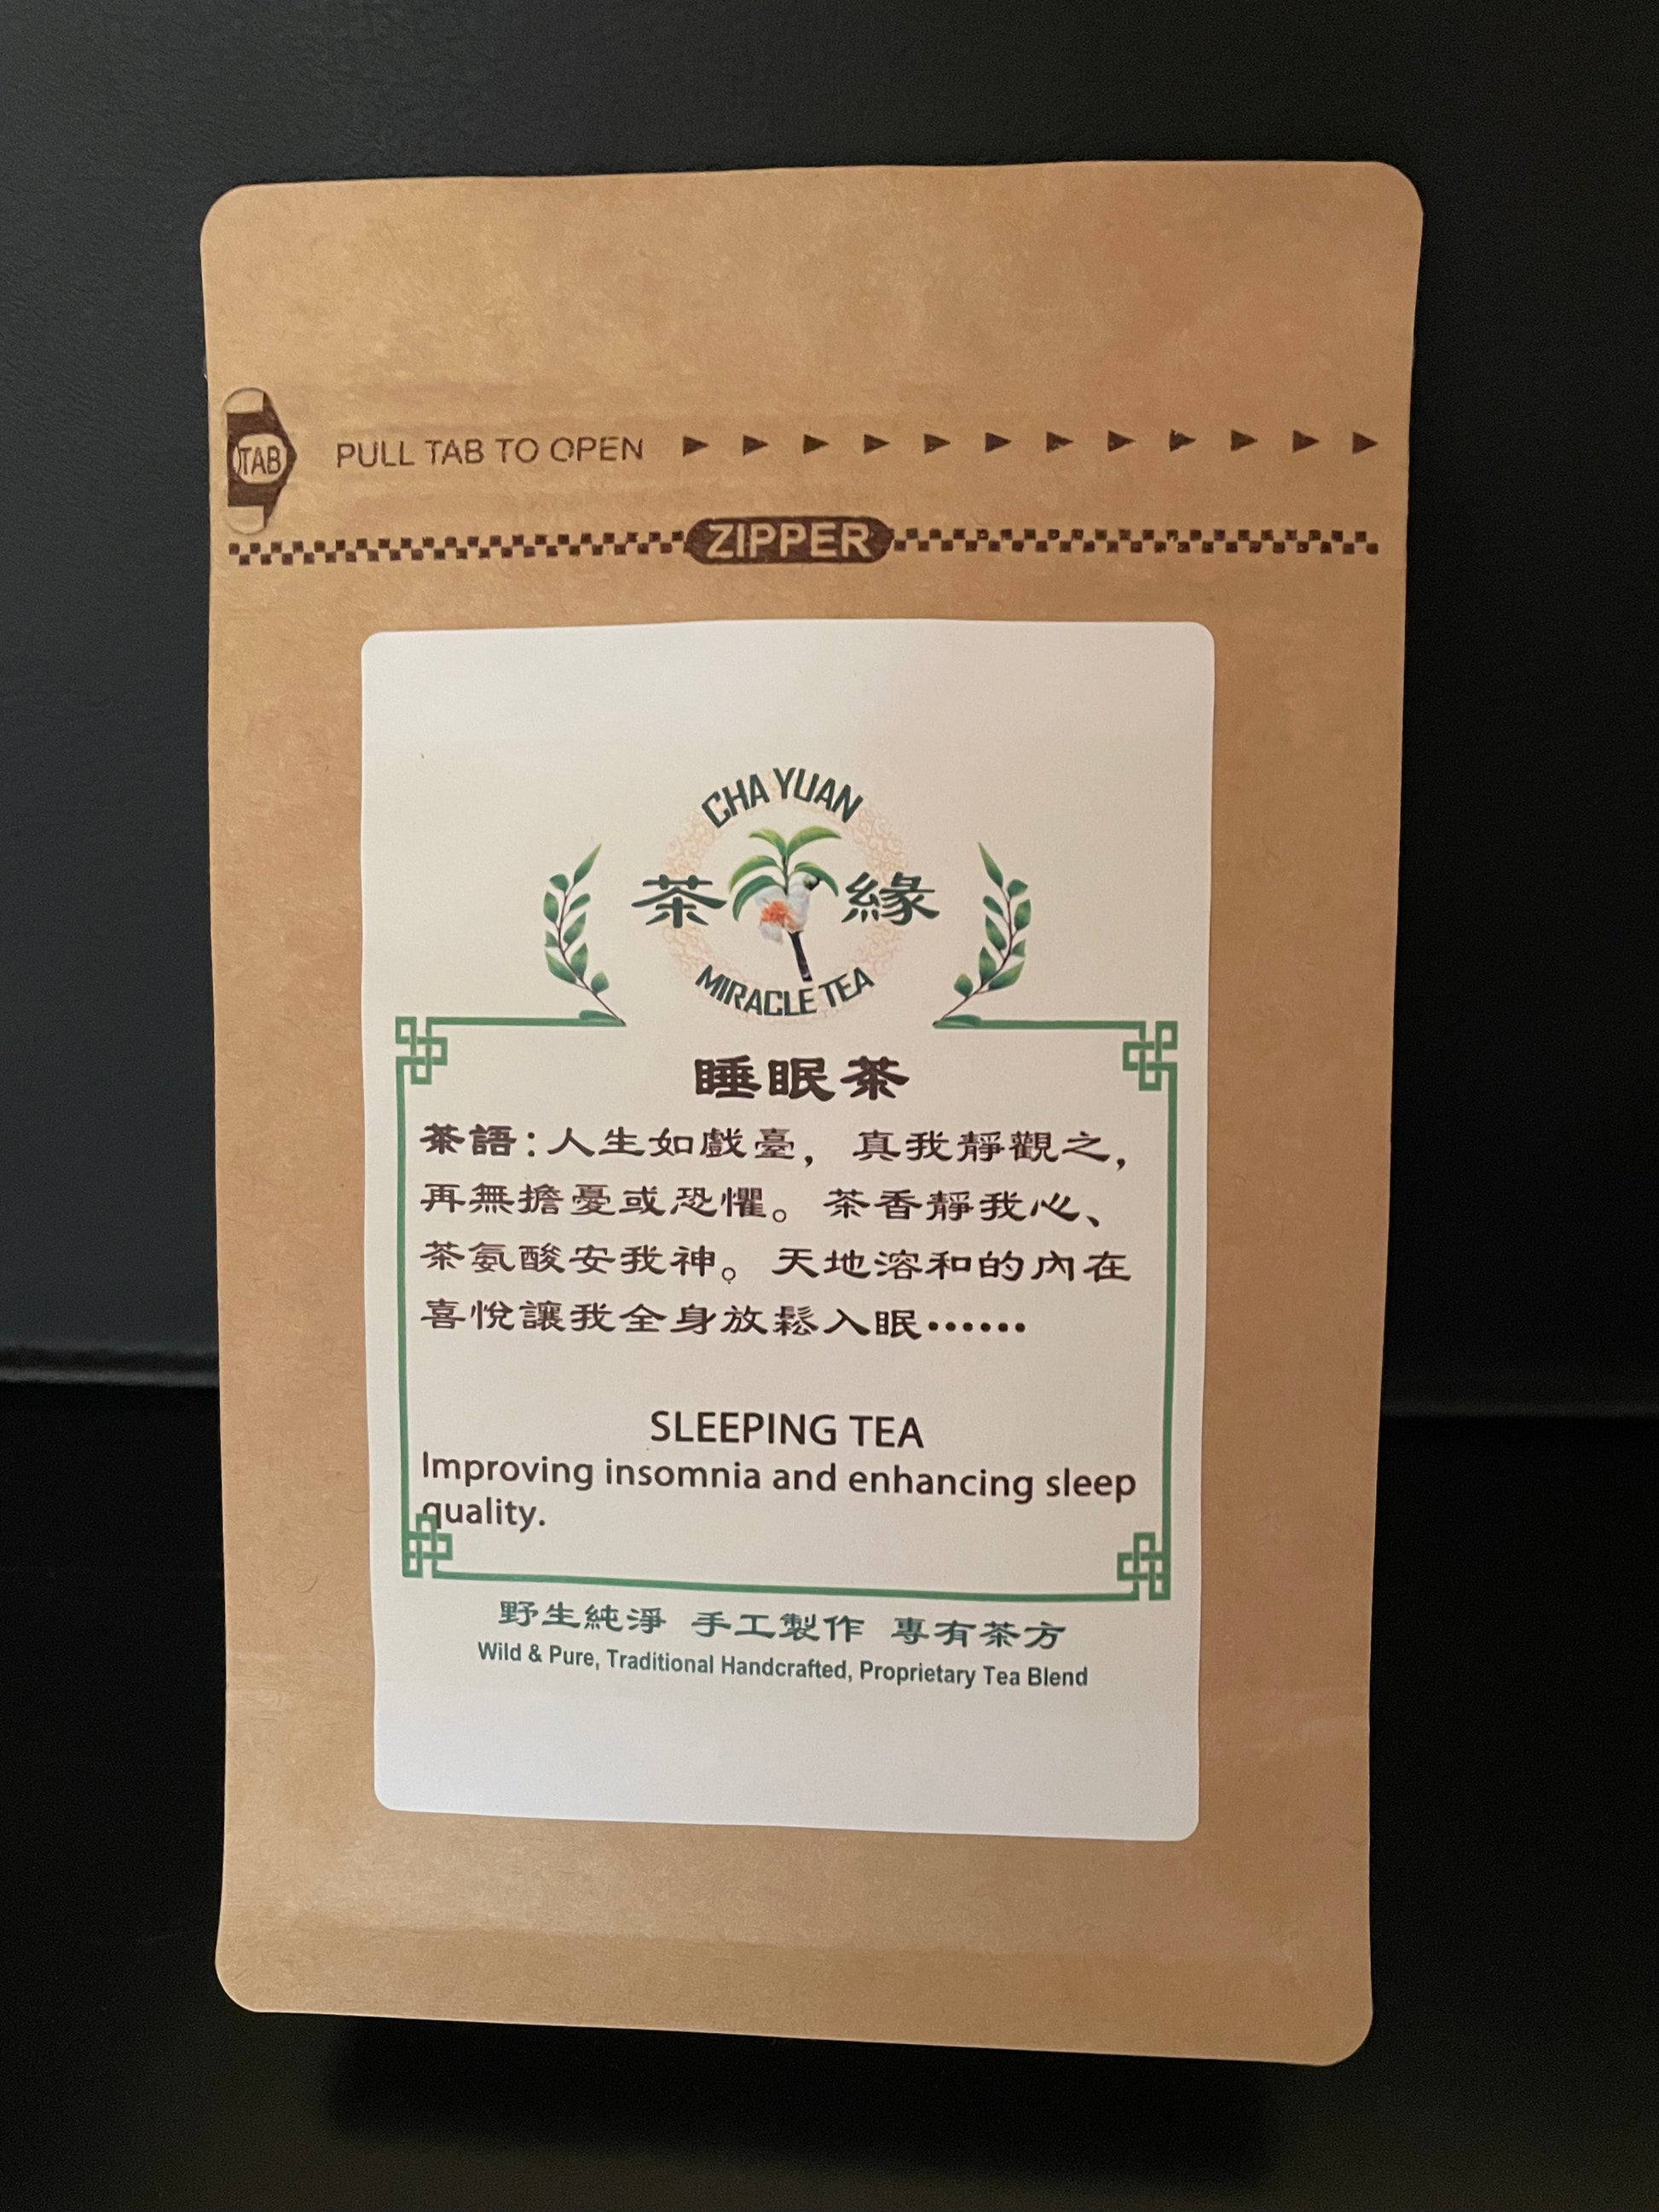 TAB
PULL TAB TO OPEN
ZIPPER
CHA YUAN
茶 緣
MIRACLE TEA
睡眠茶
茶語：人生如戲臺，真我靜觀之，
再無擔憂或恐懼。茶香靜我心、
茶氨酸安我神。天地溶和的內在
喜悅讓我全身放鬆入眠……
SLEEPING TEA
Improving insomnia and enhancing sleep
quality.
野生純淨 手工製作 專有茶方
Wild & Pure, Traditional Handcrafted, Proprietary Tea Blend